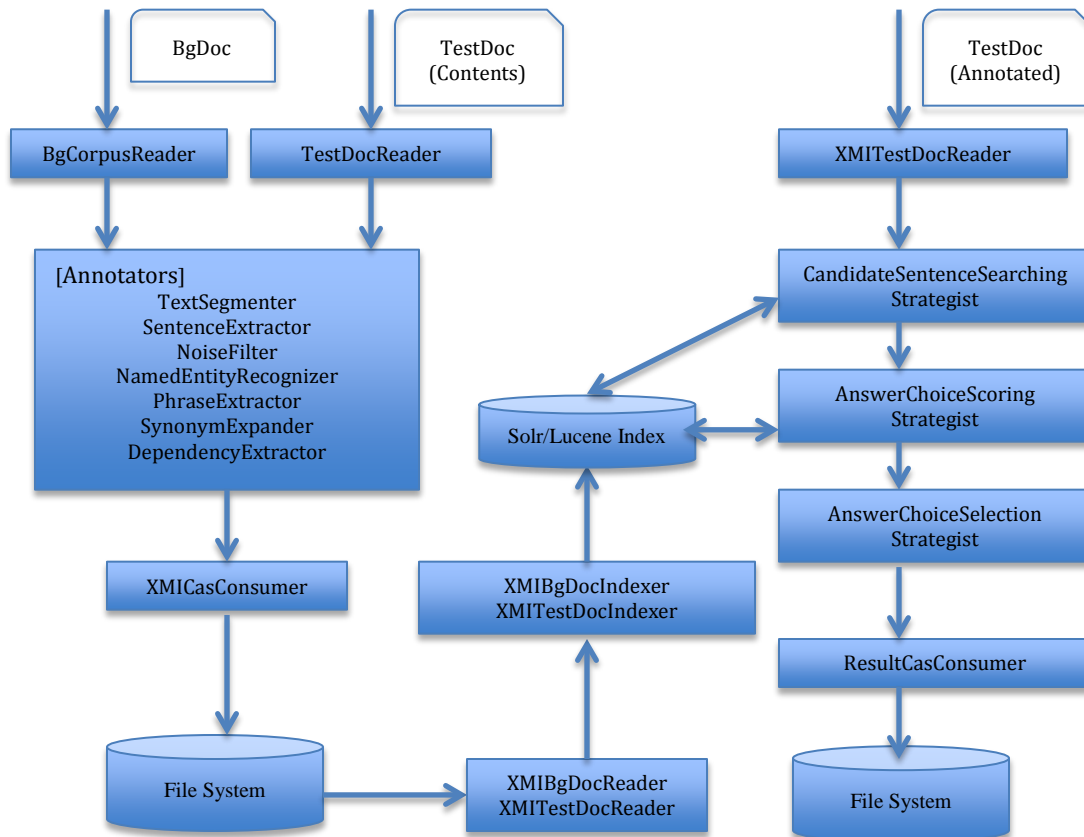 BgDoc
TestDoc
(Contents)
TestDoc
(Annotated)
BgCorpusReader
TestDocReader
XMITestDocReader
[Annotators]
TextSegmenter
SentenceExtractor
NoiseFilter
NamedEntityRecognizer
PhraseExtractor
SynonymExpander
DependencyExtractor
CandidateSentenceSearching
Strategist
Solr/Lucene Index
AnswerChoiceScoring
Strategist
AnswerChoiceSelection
Strategist
XMICasConsumer
XMIBgDocIndexer
XMITestDocIndexer
ResultCasConsumer
File System
XMIBgDocReader
XMITestDocReader
File System